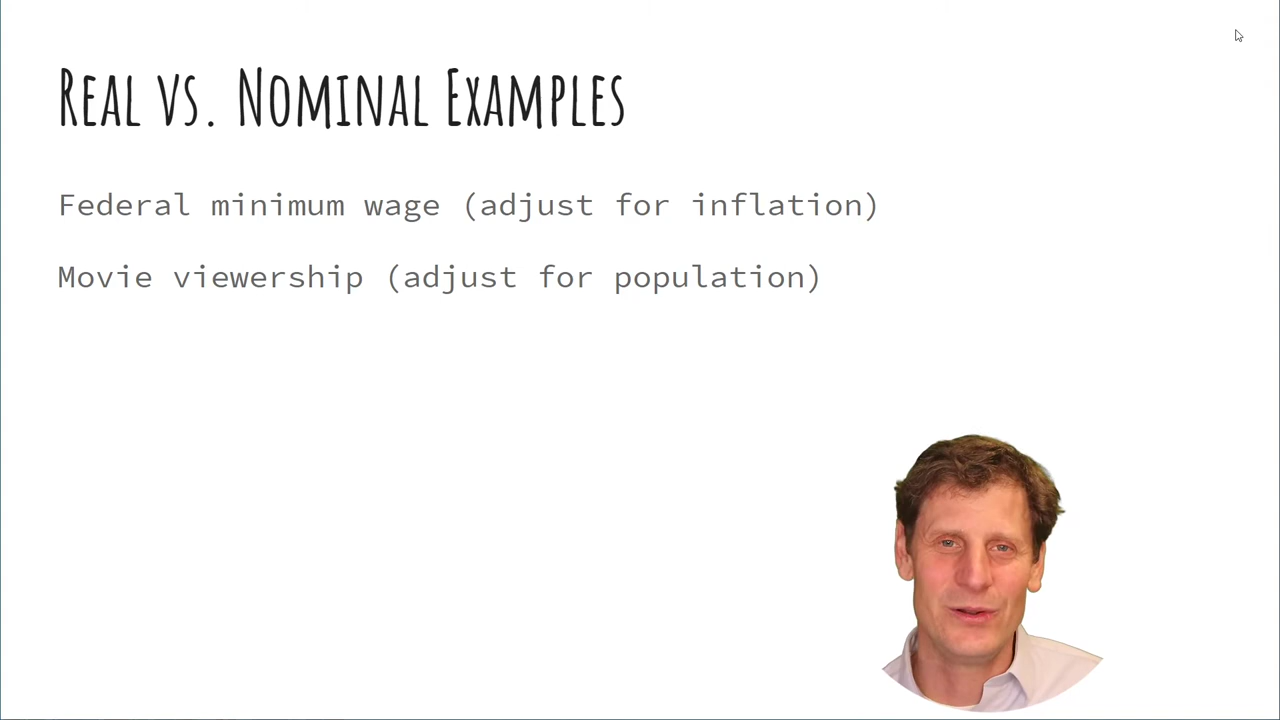 Real vs. Nominal Examples
Federal minimum wage (adjust for inflation)
Movie viewership (adjust for population)